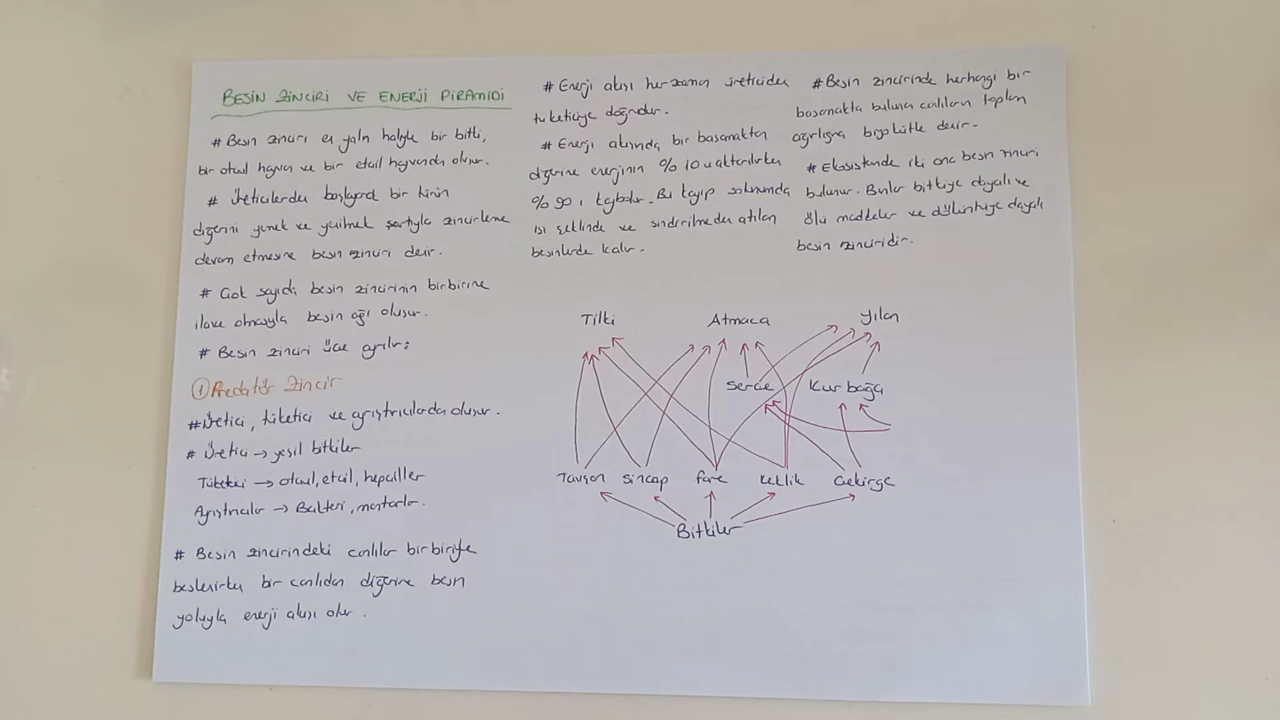 BESİN ZİNCİRİ VE ENERJİ PİRAMİDİ
# Besin zinciri en yalın haliyle bir bitki,
bir otçul hayvan ve bir etçil hayvandan oluşur.
# Üreticilerden başlayarak bir türün
diğerini yemek ve yenilmek şartıyla zincirleme
devam etmesine besin zinciri denir.
# Çok sayıda besin zincirinin birbirine
ilave olmasıyla besin ağı oluşur.
# Besin zinciri üçe ayrılır:
① Predatör Zincir
# Üretici, tüketici ve ayrıştırıcılardan oluşur.
# Üretici → yeşil bitkiler
Tüketici → otçul, etçil, hepçiller
Ayrıştırıcılar → Bakteri, mantarlar.
# Besin zincirindeki canlılar birbiriyle
beslenirken bir canlıdan diğerine besin
yoluyla enerji akışı olur.
# Enerji akışı her zaman üreticiden
tüketiciye doğrudur.
# Enerji akışında bir basamaktan
diğerine enerjinin %10 u aktarılırken
%90 ı kaybolur. Bu kayıp solunumda
ısı şeklinde ve sindirilmeden atılan
besinlerde kalır.
# Besin zincirinde herhangi bir
basamakta bulunan canlıların toplam
ağırlığına biyokütle denir.
# Ekosistemde iki ana besin zinciri
bulunur. Bunlar bitkiye dayalı ve
ölü maddeler ve döküntüye dayalı
besin zinciridir.
Tilki Atmaca Yılan
Serçe Kurbağa
Tavşan Sincap fare keklik Çekirge
Bitkiler